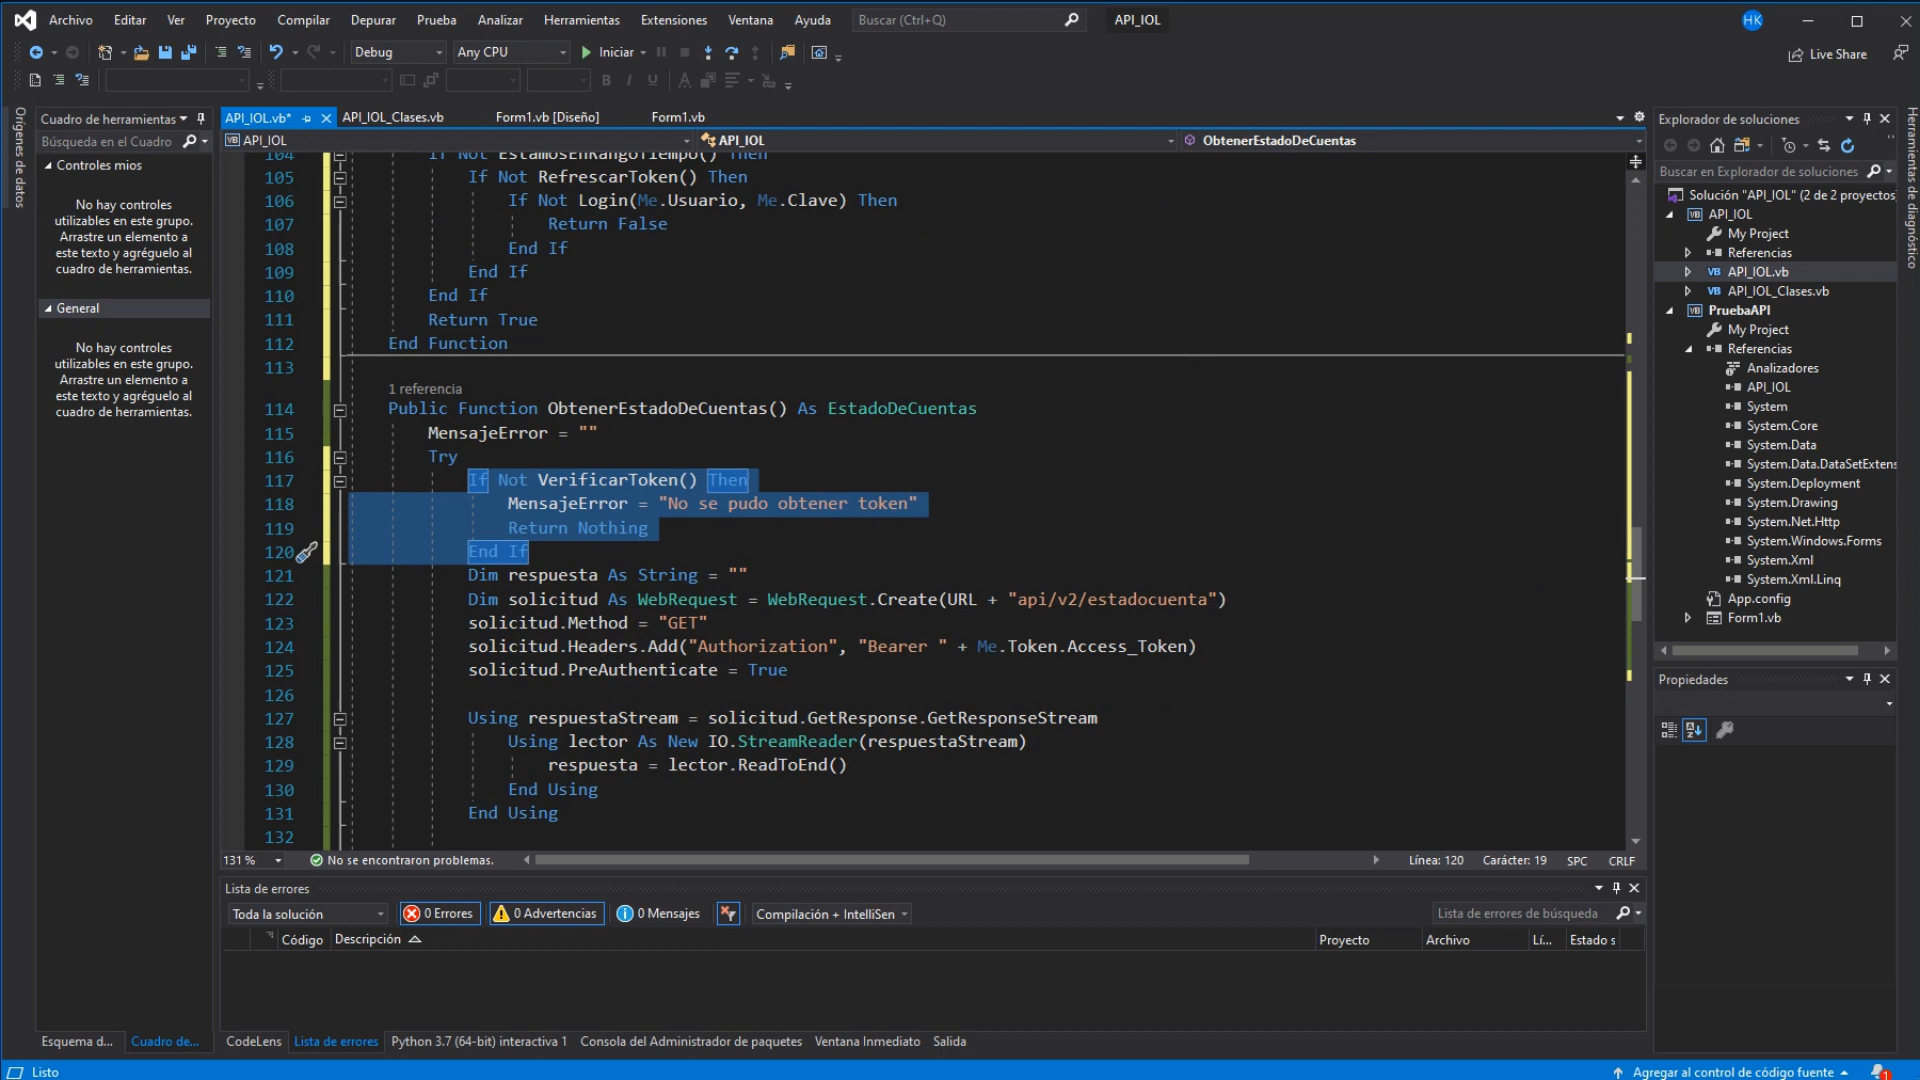 Archivo Editar Ver Proyecto Compilar Depurar Prueba Analizar Herramientas Extensiones Ventana Ayuda Buscar (Ctrl+Q) API_IOL HK
Debug Any CPU Iniciar Live Share
Orígenes de datos
Cuadro de herramientas
Búsqueda en el Cuadro
Controles mios
No hay controles
utilizables en este grupo.
Arrastre un elemento a
este texto y agréguelo al
cuadro de herramientas.
General
No hay controles
utilizables en este grupo.
Arrastre un elemento a
este texto y agréguelo al
cuadro de herramientas.
Esquema d... Cuadro de...
API_IOL.vb* API_IOL_Clases.vb Form1.vb [Diseño] Form1.vb
API_IOL API_IOL ObtenerEstadoDeCuentas
104 If Not EstamosEnRangoTiempo() Then
105 If Not RefrescarToken() Then
106 If Not Login(Me.Usuario, Me.Clave) Then
107 Return False
108 End If
109 End If
110 End If
111 Return True
112 End Function
113
1 referencia
114 Public Function ObtenerEstadoDeCuentas() As EstadoDeCuentas
115 MensajeError = ""
116 Try
117 If Not VerificarToken() Then
118 MensajeError = "No se pudo obtener token"
119 Return Nothing
120 End If
121 Dim respuesta As String = ""
122 Dim solicitud As WebRequest = WebRequest.Create(URL + "api/v2/estadocuenta")
123 solicitud.Method = "GET"
124 solicitud.Headers.Add("Authorization", "Bearer " + Me.Token.Access_Token)
125 solicitud.PreAuthenticate = True
126
127 Using respuestaStream = solicitud.GetResponse.GetResponseStream
128 Using lector As New IO.StreamReader(respuestaStream)
129 respuesta = lector.ReadToEnd()
130 End Using
131 End Using
132
131 % No se encontraron problemas. Línea: 120 Carácter: 19 SPC CRLF
Lista de errores
Toda la solución 0 Errores 0 Advertencias 0 Mensajes Compilación + IntelliSen Lista de errores de búsqueda
Código Descripción Proyecto Archivo Lí... Estado s
CodeLens Lista de errores Python 3.7 (64-bit) interactiva 1 Consola del Administrador de paquetes Ventana Inmediato Salida
Explorador de soluciones
Buscar en Explorador de soluciones
Solución "API_IOL" (2 de 2 proyectos
API_IOL
My Project
Referencias
API_IOL.vb
API_IOL_Clases.vb
PruebaAPI
My Project
Referencias
Analizadores
API_IOL
System
System.Core
System.Data
System.Data.DataSetExtens
System.Deployment
System.Drawing
System.Net.Http
System.Windows.Forms
System.Xml
System.Xml.Linq
App.config
Form1.vb
Propiedades
Herramientas de diagnóstico
Listo Agregar al control de código fuente 1